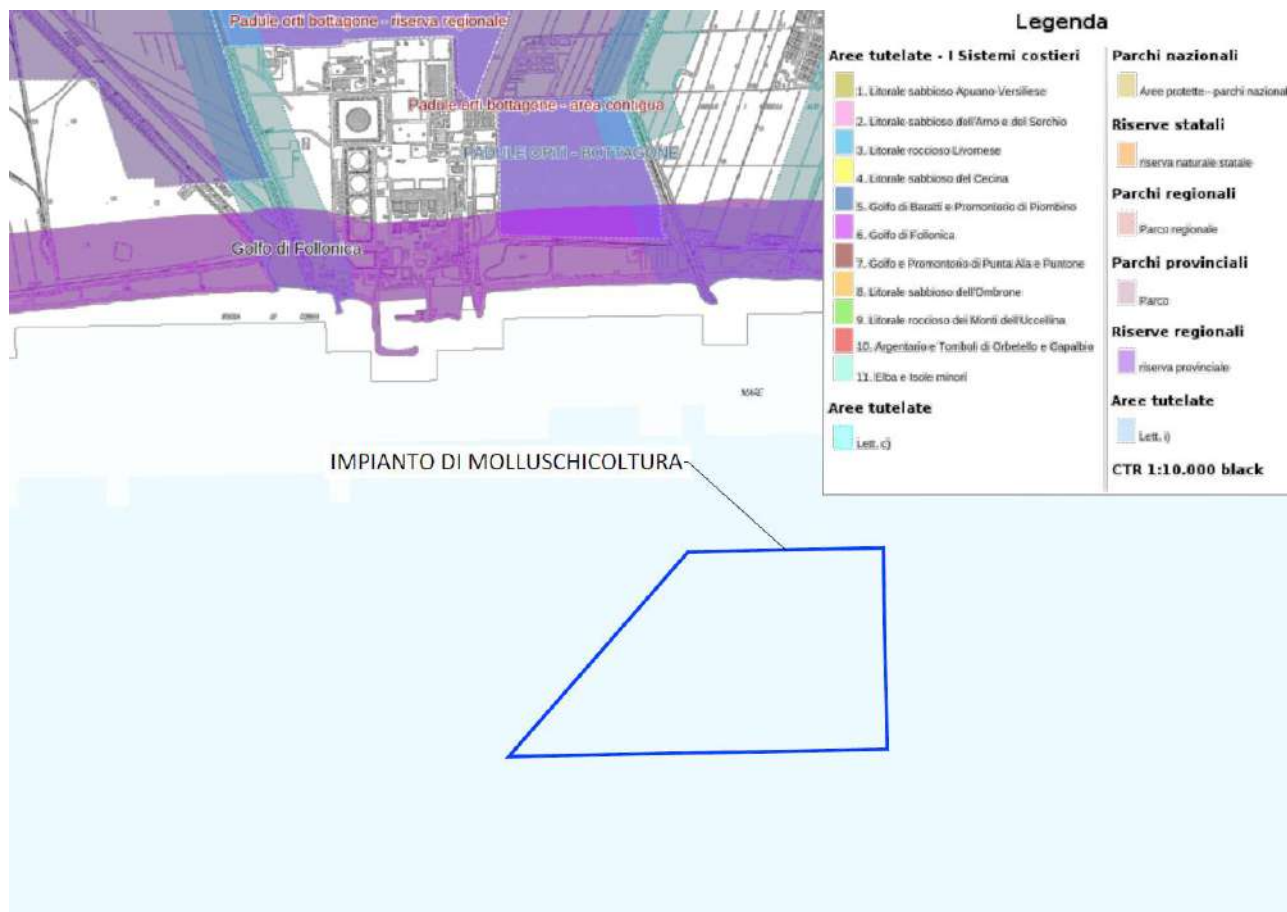 Padule orti bottagone - riserva regionale
Padule orti bottagone - area contigua
PADULE ORTI - BOTTAGONE
Golfo di Follonica
MARE
IMPIANTO DI MOLLUSCHICOLTURA
Legenda
Aree tutelate - I Sistemi costieri
1. Litorale sabbioso Apuano-Versiliese
2. Litorale sabbioso dell'Arno e del Serchio
3. Litorale roccioso Livornese
4. Litorale sabbioso del Cecina
5. Golfo di Baratti e Promontorio di Piombino
6. Golfo di Follonica
7. Golfo e Promontorio di Punta Ala e Puntone
8. Litorale sabbioso dell'Ombrone
9. Litorale roccioso dei Monti dell'Uccellina
10. Argentario e Tomboli di Orbetello e Capalbio
11. Elba e Isole minori
Aree tutelate
Lett. c)
Parchi nazionali
Aree protette - parchi nazional
Riserve statali
riserva naturale statale
Parchi regionali
Parco regionale
Parchi provinciali
Parco
Riserve regionali
riserva provinciale
Aree tutelate
Lett. i)
CTR 1:10.000 black